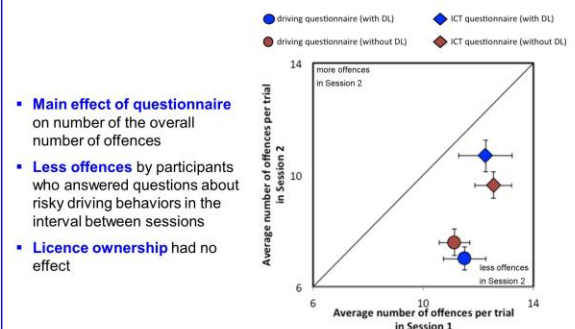 Main effect of questionnaire
on number of the overall
number of offences
Less offences by participants
who answered questions about
risky driving behaviors in the
interval between sessions
Licence ownership had no
effect
driving questionnaire (with DL)
ICT questionnaire (with DL)
driving questionnaire (without DL)
ICT questionnaire (without DL)
14
more offences
in Session 2
Average number of offences per trial
in Session 2
10
less offences
in Session 2
6
6
10
14
Average number of offences per trial
in Session 1